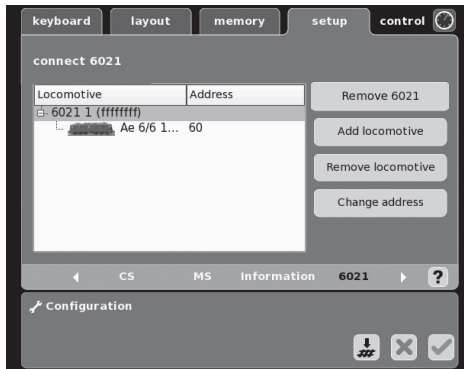 keyboard layout memory setup control
connect 6021
Locomotive Address
6021 1 (ffffffff)
Ae 6/6 1... 60
Remove 6021
Add locomotive
Remove locomotive
Change address
CS MS Information 6021 ?
Configuration